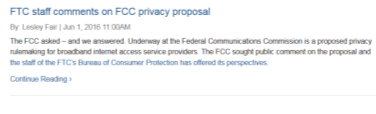 FTC staff comments on FCC privacy proposal
By: Lesley Fair | Jun 1, 2016 11:00AM
The FCC asked – and we answered. Underway at the Federal Communications Commission is a proposed privacy
rulemaking for broadband internet access service providers. The FCC sought public comment on the proposal and
the staff of the FTC's Bureau of Consumer Protection has offered its perspectives.
Continue Reading ›